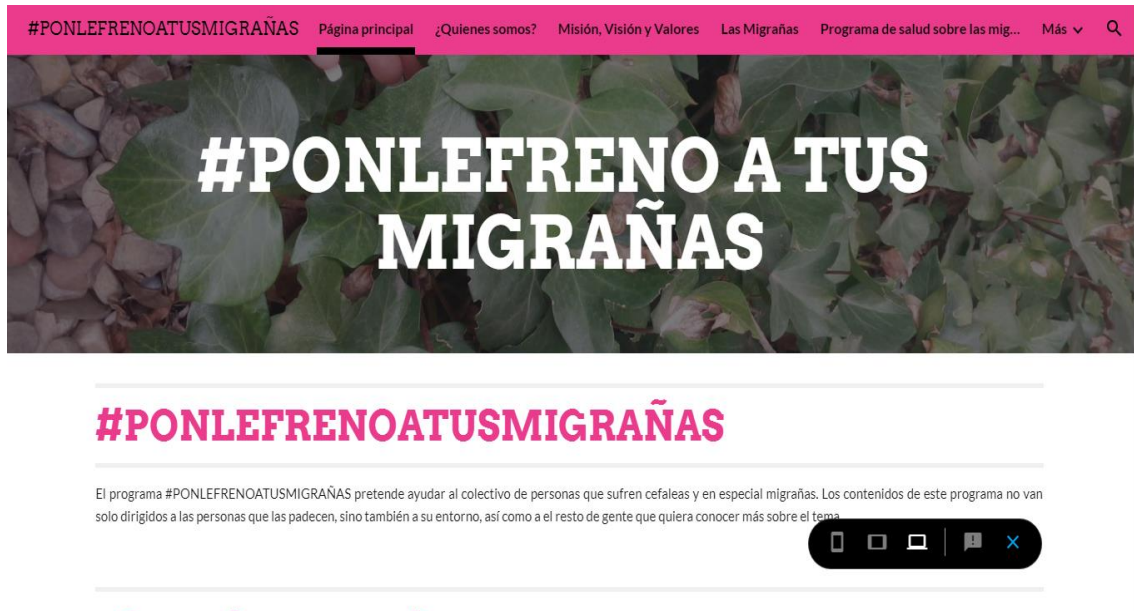 #PONLEFRENOATUSMIGRAÑAS Página principal ¿Quienes somos? Misión, Visión y Valores Las Migrañas Programa de salud sobre las mig... Más
#PONLEFRENO A TUS
MIGRAÑAS
#PONLEFRENOATUSMIGRAÑAS
El programa #PONLEFRENOATUSMIGRAÑAS pretende ayudar al colectivo de personas que sufren cefaleas y en especial migrañas. Los contenidos de este programa no van
solo dirigidos a las personas que las padecen, sino también a su entorno, así como a el resto de gente que quiera conocer más sobre el tema